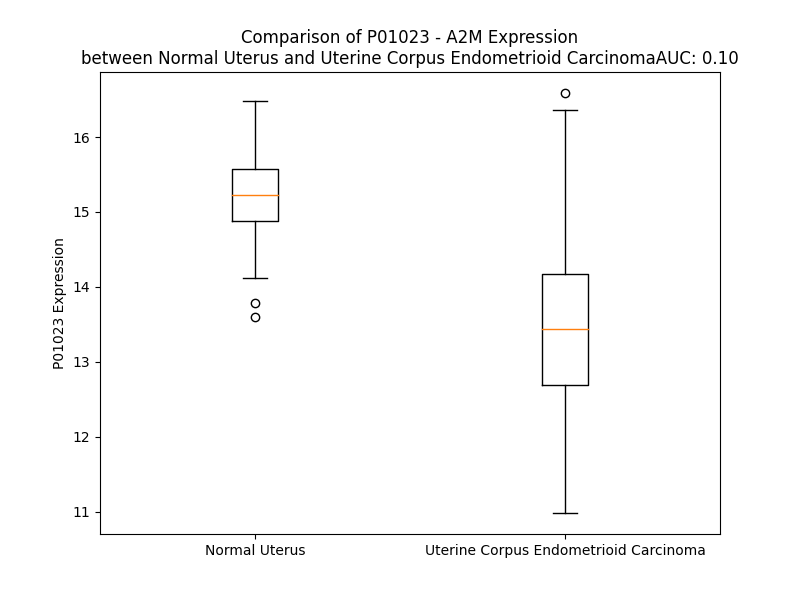 Comparison of P01023 - A2M Expression
between Normal Uterus and Uterine Corpus Endometrioid CarcinomaAUC: 0.10
P01023 Expression
16
15
14
13
12
11
Normal Uterus
Uterine Corpus Endometrioid Carcinoma